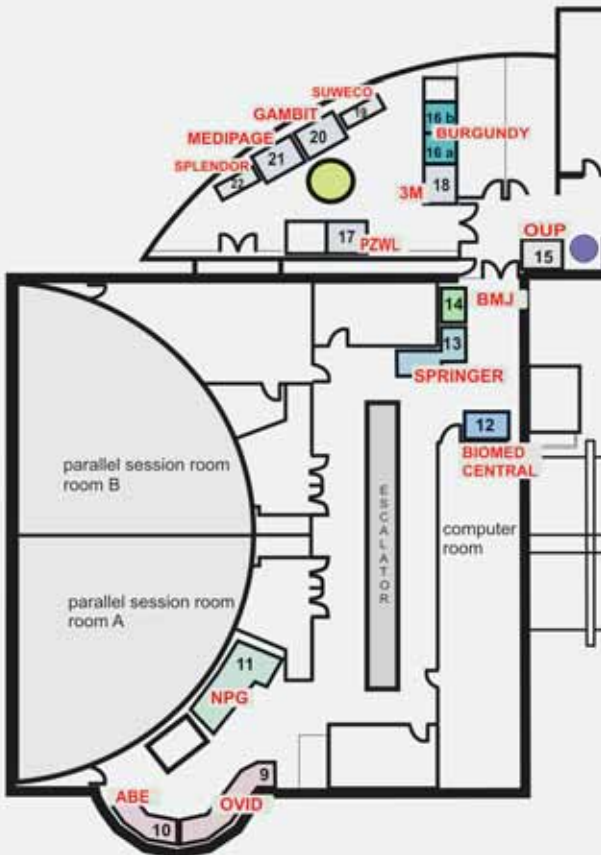 SUWECO
19
GAMBIT
20
MEDIPAGE
21
SPLENDOR
22
16 b
BURGUNDY
16 a
3M
18
17
PZWL
OUP
15
14
BMJ
13
SPRINGER
12
BIOMED
CENTRAL
parallel session room
room B
ESCALATOR
computer
room
parallel session room
room A
11
NPG
9
ABE
OVID
10